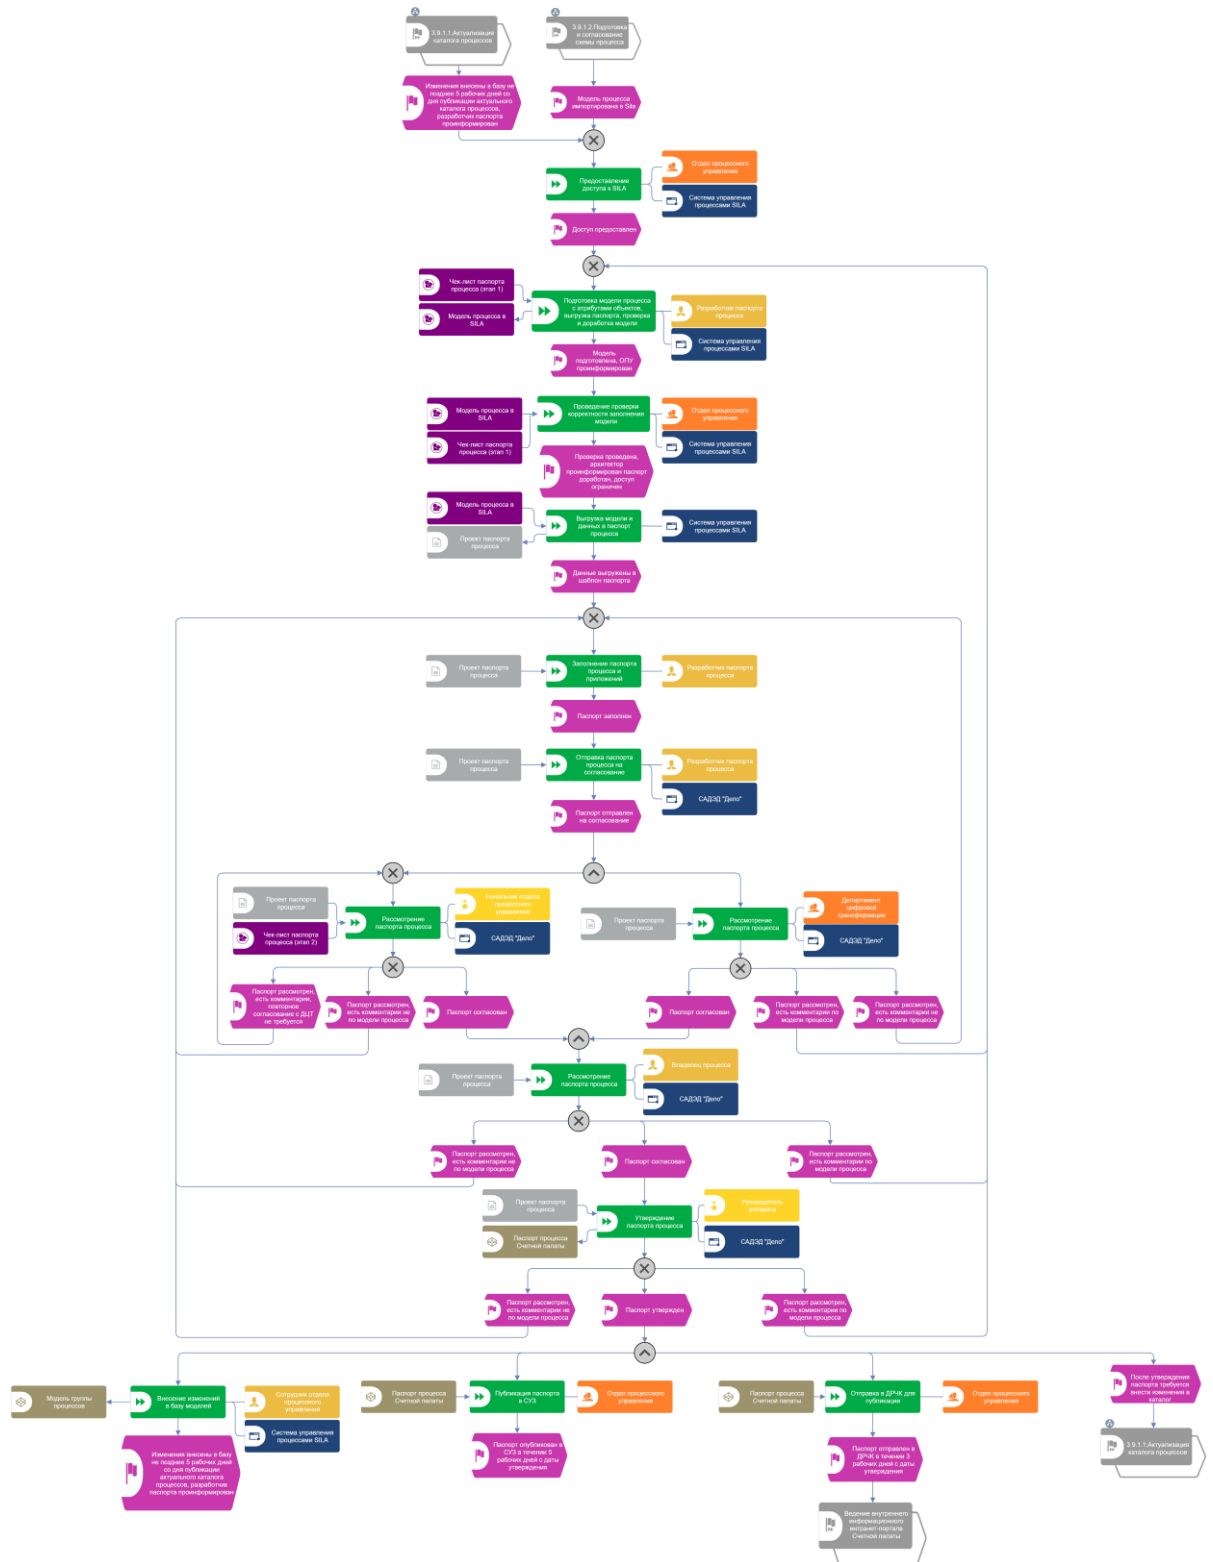 3.9.1.1.Актуализация
каталога процессов
3.9.1.2.Подготовка
и согласование
схемы процесса
Изменения внесены в базу не
позднее 5 рабочих дней со
дня публикации актуального
каталога процессов,
разработчик паспорта
проинформирован
Модель процесса
импортирована в Sila
Предоставление
доступа к SILA
Отдел процессного
управления
Система управления
процессами SILA
Доступ предоставлен
Чек-лист паспорта
процесса (этап 1)
Модель процесса в
SILA
Подготовка модели процесса
с атрибутами объектов,
выгрузка паспорта, проверка
и доработка модели
Разработчик паспорта
процесса
Система управления
процессами SILA
Модель
подготовлена, ОПУ
проинформирован
Модель процесса в
SILA
Чек-лист паспорта
процесса (этап 1)
Проведение проверки
корректности заполнения
модели
Отдел процессного
управления
Система управления
процессами SILA
Проверка проведена,
архитектор
проинформирован паспорт
доработан, доступ
ограничен
Модель процесса в
SILA
Проект паспорта
процесса
Выгрузка модели и
данных в паспорт
процесса
Система управления
процессами SILA
Данные выгружены в
шаблон паспорта
Проект паспорта
процесса
Заполнение паспорта
процесса и
приложений
Разработчик паспорта
процесса
Паспорт заполнен
Проект паспорта
процесса
Отправка паспорта
процесса на
согласование
Разработчик паспорта
процесса
САДЭД "Дело"
Паспорт отправлен
на согласование
Проект паспорта
процесса
Чек-лист паспорта
процесса (этап 2)
Рассмотрение
паспорта процесса
Начальник отдела
процессного
управления
САДЭД "Дело"
Проект паспорта
процесса
Рассмотрение
паспорта процесса
Департамент
цифровой
трансформации
САДЭД "Дело"
Паспорт рассмотрен,
есть комментарии,
повторное
согласование с ДЦТ
не требуется
Паспорт рассмотрен,
есть комментарии не
по модели процесса
Паспорт согласован
Паспорт согласован
Паспорт рассмотрен,
есть комментарии по
модели процесса
Паспорт рассмотрен,
есть комментарии не
по модели процесса
Проект паспорта
процесса
Рассмотрение
паспорта процесса
Владелец процесса
САДЭД "Дело"
Паспорт рассмотрен,
есть комментарии не
по модели процесса
Паспорт согласован
Паспорт рассмотрен,
есть комментарии по
модели процесса
Проект паспорта
процесса
Паспорт процесса
Счетной палаты
Утверждение
паспорта процесса
Руководитель
аппарата
САДЭД "Дело"
Паспорт рассмотрен,
есть комментарии не
по модели процесса
Паспорт утвержден
Паспорт рассмотрен,
есть комментарии по
модели процесса
Модель группы
процессов
Внесение изменений
в базу моделей
Сотрудник отдела
процессного
управления
Система управления
процессами SILA
Изменения внесены в базу
не позднее 5 рабочих дней
со дня публикации
актуального каталога
процессов, разработчик
паспорта проинформирован
Паспорт процесса
Счетной палаты
Публикация паспорта
в СУЗ
Отдел процессного
управления
Паспорт опубликован в
СУЗ в течении 5
рабочих дней с даты
утверждения
Паспорт процесса
Счетной палаты
Отправка в ДРЧК для
публикации
Отдел процессного
управления
Паспорт отправлен в
ДРЧК в течении 3
рабочих дней с даты
утверждения
Ведение внутреннего
информационного
интранет-портала
Счетной палаты
После утверждения
паспорта требуется
внести изменения в
каталог
3.9.1.1.Актуализация
каталога процессов